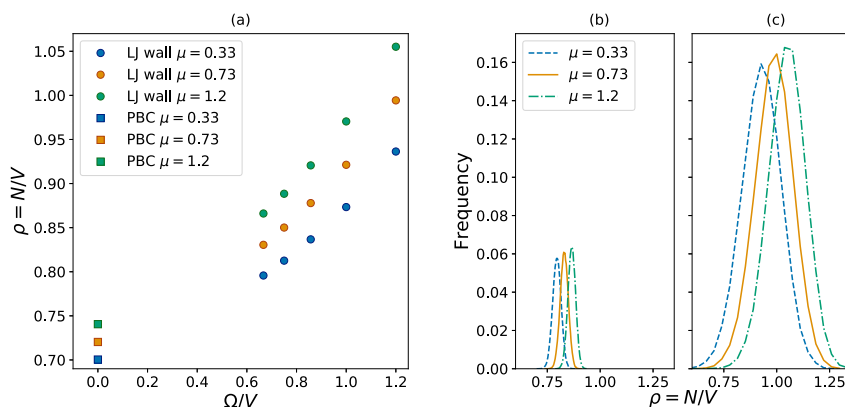 (a)
ρ = N/V
1.05
1.00
0.95
0.90
0.85
0.80
0.75
0.70
LJ wall μ = 0.33
LJ wall μ = 0.73
LJ wall μ = 1.2
PBC μ = 0.33
PBC μ = 0.73
PBC μ = 1.2
0.0 0.2 0.4 0.6 0.8 1.0 1.2
Ω/V
(b) (c)
Frequency
0.16
0.14
0.12
0.10
0.08
0.06
0.04
0.02
0.00
μ = 0.33
μ = 0.73
μ = 1.2
0.75 1.00 0.75 1.00 1.25
ρ = N/V